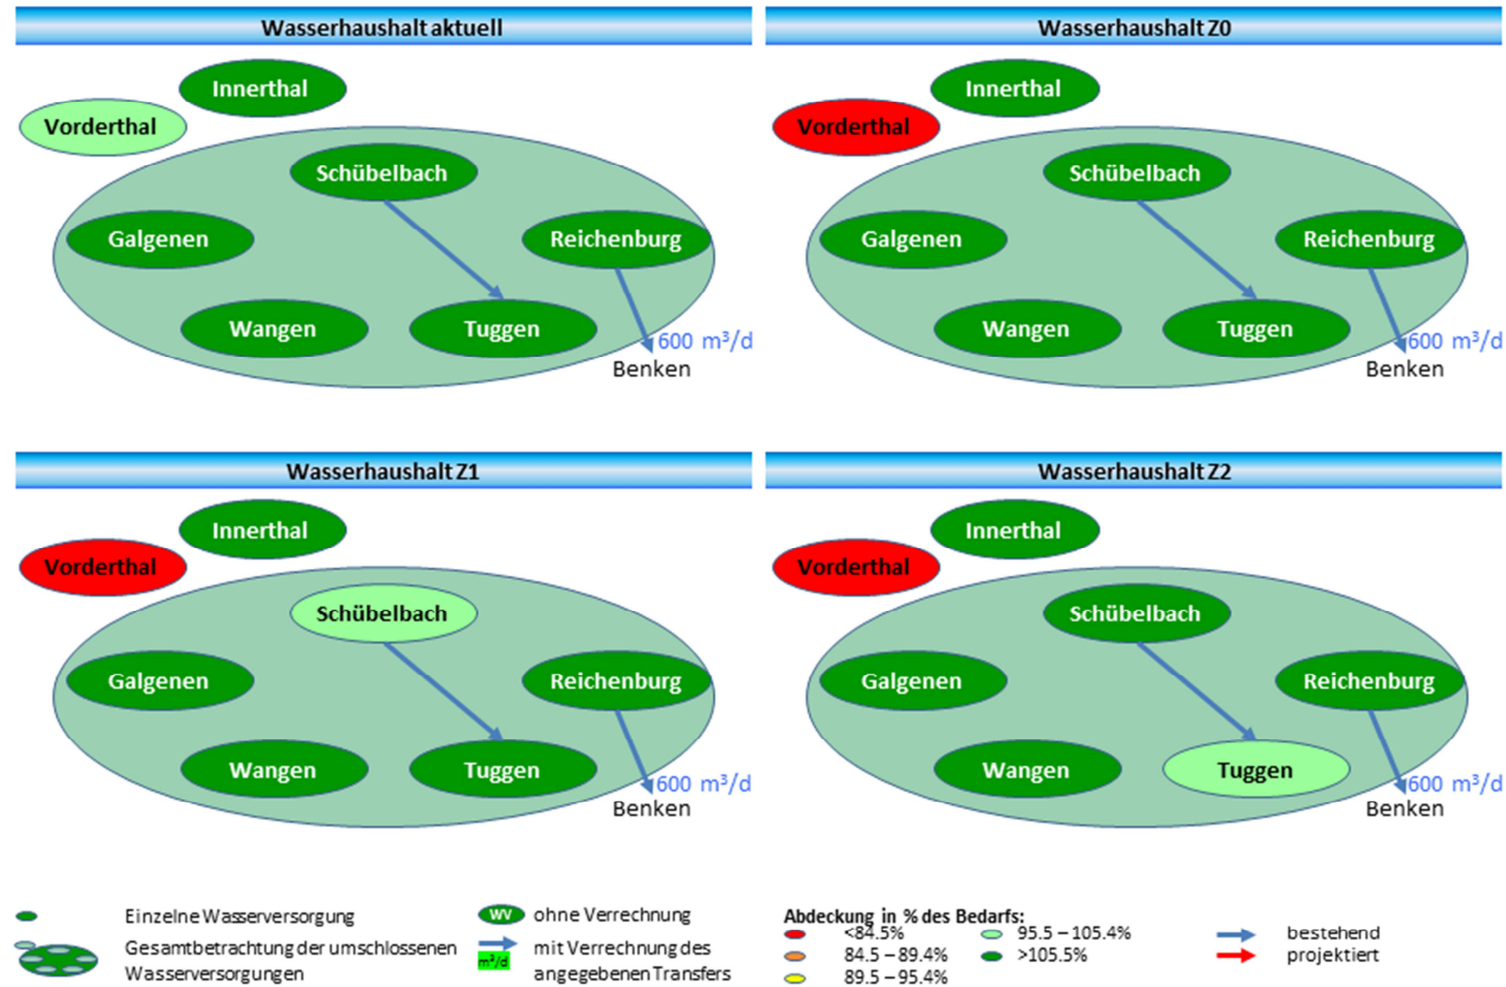 Wasserhaushalt aktuell
Innerthal
Vorderthal
Schübelbach
Galgenen
Reichenburg
Wangen
Tuggen
600 m³/d
Benken
Wasserhaushalt Z0
Innerthal
Vorderthal
Schübelbach
Galgenen
Reichenburg
Wangen
Tuggen
600 m³/d
Benken
Wasserhaushalt Z1
Innerthal
Vorderthal
Schübelbach
Galgenen
Reichenburg
Wangen
Tuggen
600 m³/d
Benken
Wasserhaushalt Z2
Innerthal
Vorderthal
Schübelbach
Galgenen
Reichenburg
Wangen
Tuggen
600 m³/d
Benken
Einzelne Wasserversorgung
Gesamtbetrachtung der umschlossenen
Wasserversorgungen
WV ohne Verrechnung
mit Verrechnung des
m³/d angegebenen Transfers
Abdeckung in % des Bedarfs:
<84.5%
84.5 – 89.4%
89.5 – 95.4%
95.5 – 105.4%
>105.5%
bestehend
projektiert